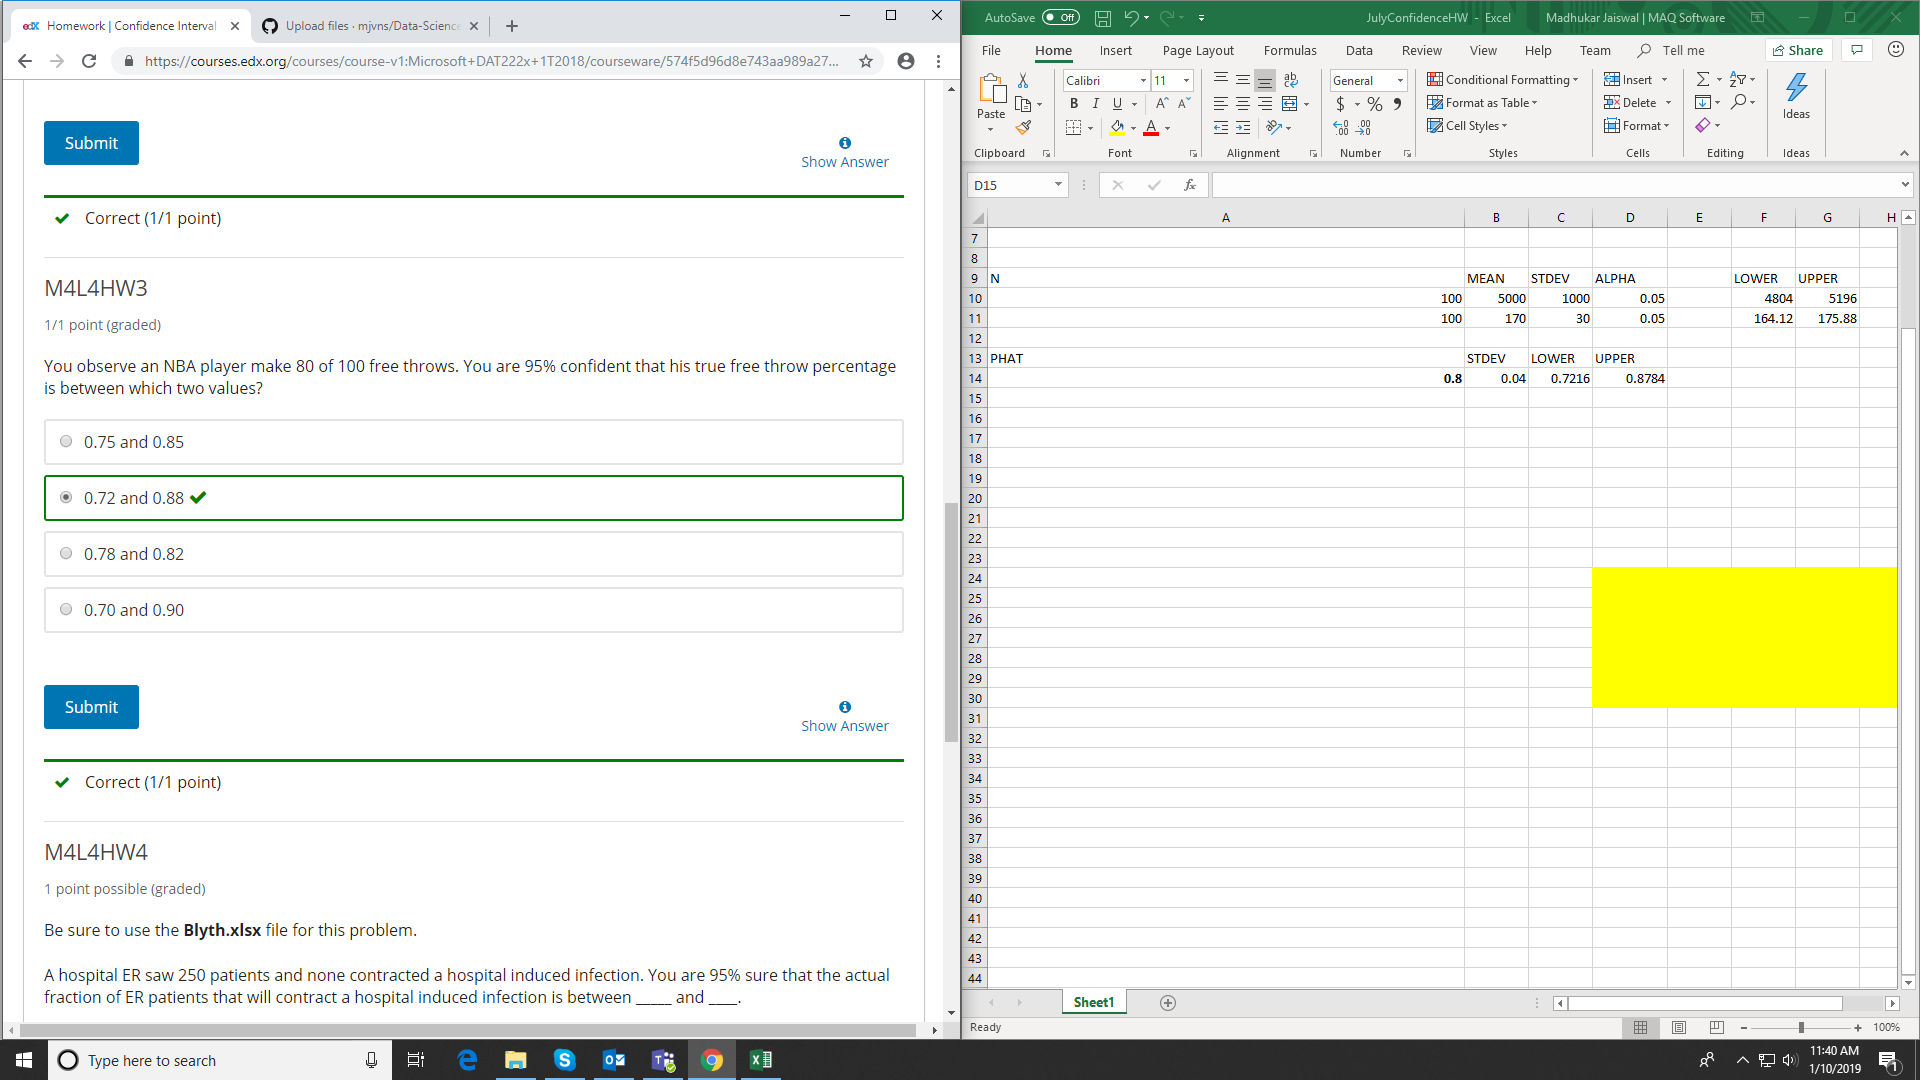 Homework | Confidence Interval
Upload files · mjvns/Data-Science
https://courses.edx.org/courses/course-v1:Microsoft+DAT222x+1T2018/courseware/574f5d96d8e743aa989a27...
Submit
Show Answer
Correct (1/1 point)
M4L4HW3
1/1 point (graded)
You observe an NBA player make 80 of 100 free throws. You are 95% confident that his true free throw percentage
is between which two values?
0.75 and 0.85
0.72 and 0.88
0.78 and 0.82
0.70 and 0.90
Submit
Show Answer
Correct (1/1 point)
M4L4HW4
1 point possible (graded)
Be sure to use the Blyth.xlsx file for this problem.
A hospital ER saw 250 patients and none contracted a hospital induced infection. You are 95% sure that the actual
fraction of ER patients that will contract a hospital induced infection is between _____ and ____.
AutoSave Off JulyConfidenceHW - Excel Madhukar Jaiswal | MAQ Software
File Home Insert Page Layout Formulas Data Review View Help Team Tell me Share
Paste
Calibri 11
B I U
General
Conditional Formatting
Format as Table
Cell Styles
Insert
Delete
Format
Ideas
Clipboard Font Alignment Number Styles Cells Editing Ideas
D15 fx
A B C D E F G H
7
8
9 N MEAN STDEV ALPHA LOWER UPPER
10 100 5000 1000 0.05 4804 5196
11 100 170 30 0.05 164.12 175.88
12
13 PHAT STDEV LOWER UPPER
14 0.8 0.04 0.7216 0.8784
15
16
17
18
19
20
21
22
23
24
25
26
27
28
29
30
31
32
33
34
35
36
37
38
39
40
41
42
43
44
Sheet1
Ready 100%
Type here to search
11:40 AM
1/10/2019